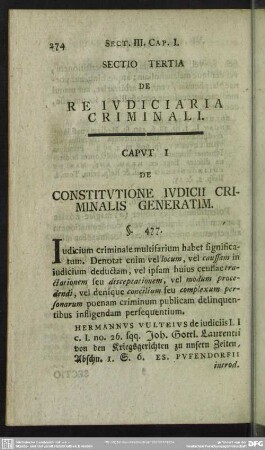 274 SECT. III. CAP. I.
SECTIO TERTIA
DE
RE IVDICIARIA
CRIMINALI.
CAPVT I
DE
CONSTITVTIONE IVDICII CRI-
MINALIS GENERATIM.
§. 477.
Iudicium criminale multifarium habet significa-
tum. Denotat enim vel locum, vel caussam in
iudicium deductam, vel ipsam huius caussae tra-
ctationem seu disceptationem, vel modum proce-
dendi, vel denique concilium seu complexum per-
sonarum poenam criminum publicam delinquen-
tibus infligendam persequentium.
HERMANNVS VVLTEIVS de iudiciis l. I
c. I. no. 26. sqq. Joh. Gottl. Laurentii
von den Kriegsgerichten zu unsern Zeiten,
Abschn. 1. S. 6. ES. PVFENDORFII
introd.